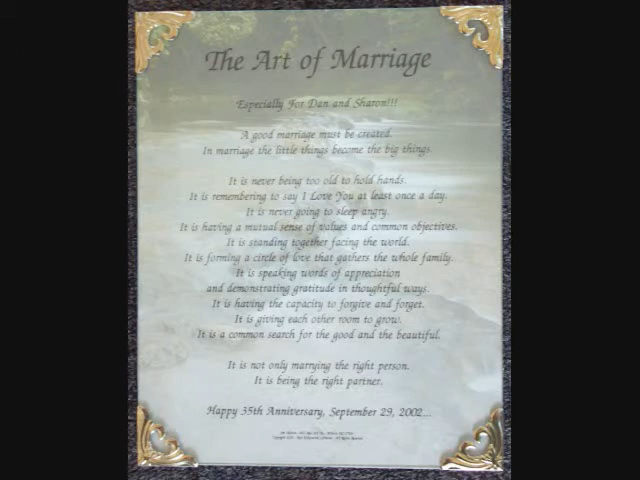 The Art of Marriage
Especially For Dan and Sharon!!!
A good marriage must be created.
In marriage the little things become the big things.
It is never being too old to hold hands.
It is remembering to say I Love You at least once a day.
It is never going to sleep angry.
It is having a mutual sense of values and common objectives.
It is standing together facing the world.
It is forming a circle of love that gathers the whole family.
It is speaking words of appreciation
and demonstrating gratitude in thoughtful ways.
It is having the capacity to forgive and forget.
It is giving each other room to grow.
It is a common search for the good and the beautiful.
It is not only marrying the right person.
It is being the right partner.
Happy 35th Anniversary, September 29, 2002...